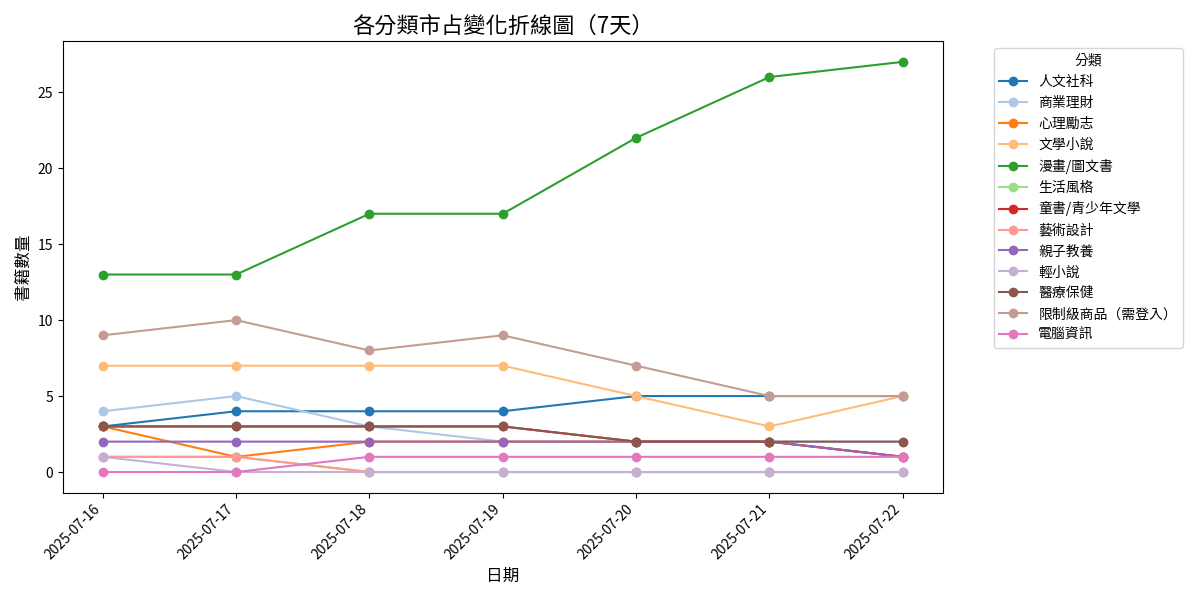 各分類市占變化折線圖（7天）
書籍數量
25
20
15
10
5
0
2025-07-16
2025-07-17
2025-07-18
2025-07-19
2025-07-20
2025-07-21
2025-07-22
日期
分類
人文社科
商業理財
心理勵志
文學小說
漫畫/圖文書
生活風格
童書/青少年文學
藝術設計
親子教養
輕小說
醫療保健
限制級商品（需登入）
電腦資訊